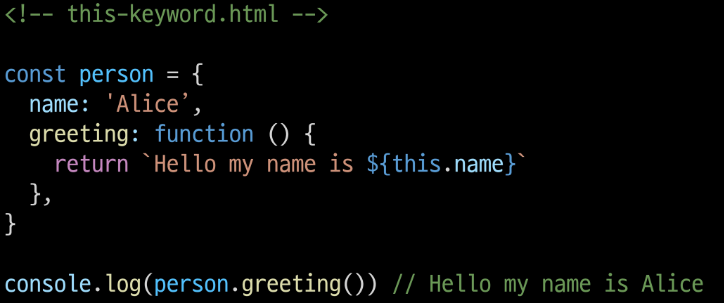 <!-- this-keyword.html -->
const person = {
name: 'Alice’,
greeting: function () {
return `Hello my name is ${this.name}`
},
}
console.log(person.greeting()) // Hello my name is Alice